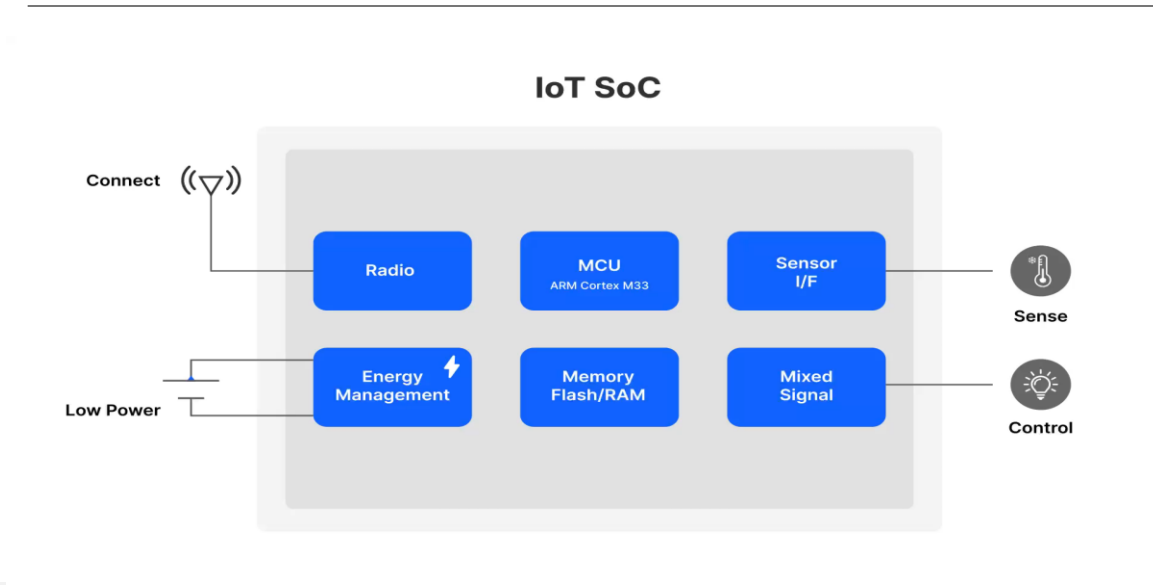 IoT SoC
Connect
Radio
MCU
ARM Cortex M33
Sensor
I/F
Sense
Energy
Management
Memory
Flash/RAM
Mixed
Signal
Low Power
Control